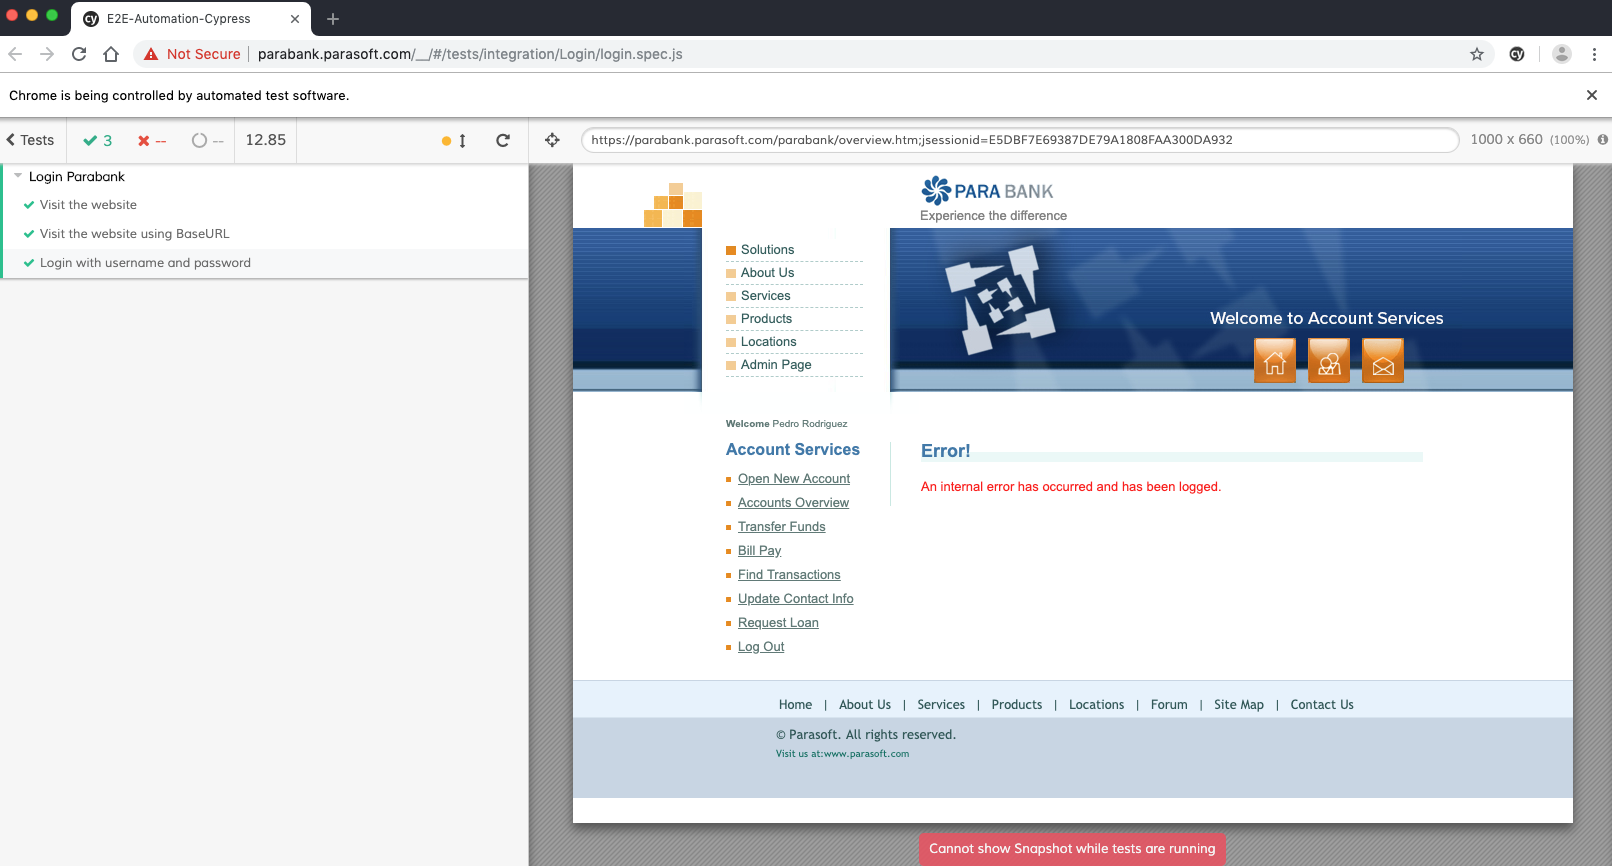 E2E-Automation-Cypress
Not Secure parabank.parasoft.com/__/#/tests/integration/Login/login.spec.js
Chrome is being controlled by automated test software.
Tests 3 -- -- 12.85 https://parabank.parasoft.com/parabank/overview.htm;jsessionid=E5DBF7E69387DE79A1808FAA300DA932 1000 x 660 (100%)
Login Parabank
Visit the website
Visit the website using BaseURL
Login with username and password
PARA BANK
Experience the difference
Solutions
About Us
Services
Products
Locations
Admin Page
Welcome to Account Services
Welcome Pedro Rodriguez
Account Services
Open New Account
Accounts Overview
Transfer Funds
Bill Pay
Find Transactions
Update Contact Info
Request Loan
Log Out
Error!
An internal error has occurred and has been logged.
Home | About Us | Services | Products | Locations | Forum | Site Map | Contact Us
© Parasoft. All rights reserved.
Visit us at:www.parasoft.com
Cannot show Snapshot while tests are running